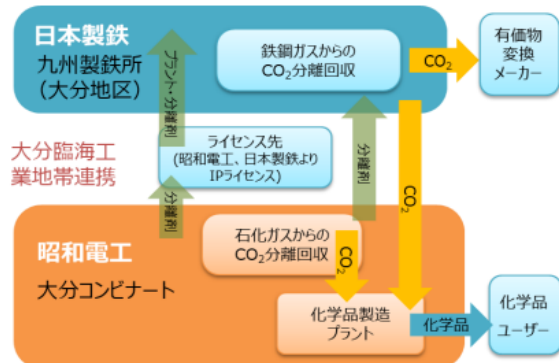 日本製鉄
九州製鉄所
（大分地区）
プラント・分離剤
鉄鋼ガスからの
CO2分離回収
CO2
有価物
変換
メーカー
大分臨海工
業地帯連携
ライセンス先
(昭和電工、日本製鉄より
IPライセンス)
分離剤
分離剤
CO2
昭和電工
大分コンビナート
石化ガスからの
CO2分離回収
CO2
化学品製造
プラント
化学品
化学品
ユーザー